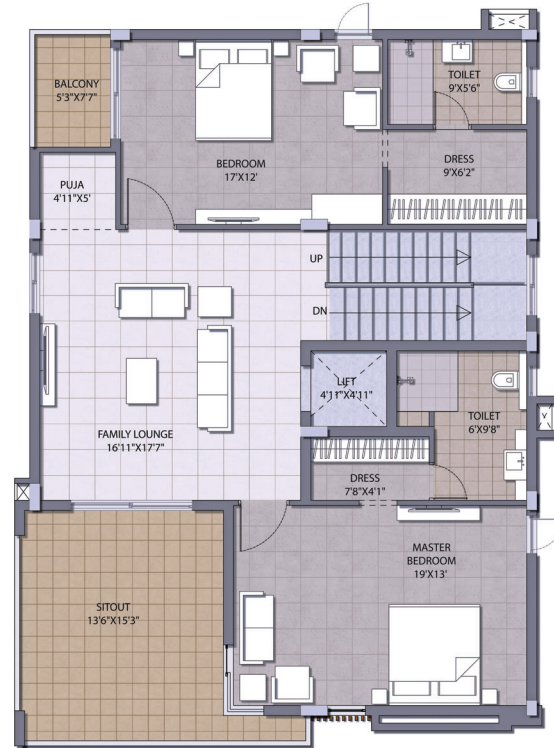 BALCONY
5'3"X7'7"
TOILET
9'X5'6"
BEDROOM
17'X12'
DRESS
9'X6'2"
PUJA
4'11"X5'
UP
DN
LIFT
4'11"X4'11"
TOILET
6'X9'8"
FAMILY LOUNGE
16'11"X17'7"
DRESS
7'8"X4'1"
MASTER
BEDROOM
19'X13'
SITOUT
13'6"X15'3"